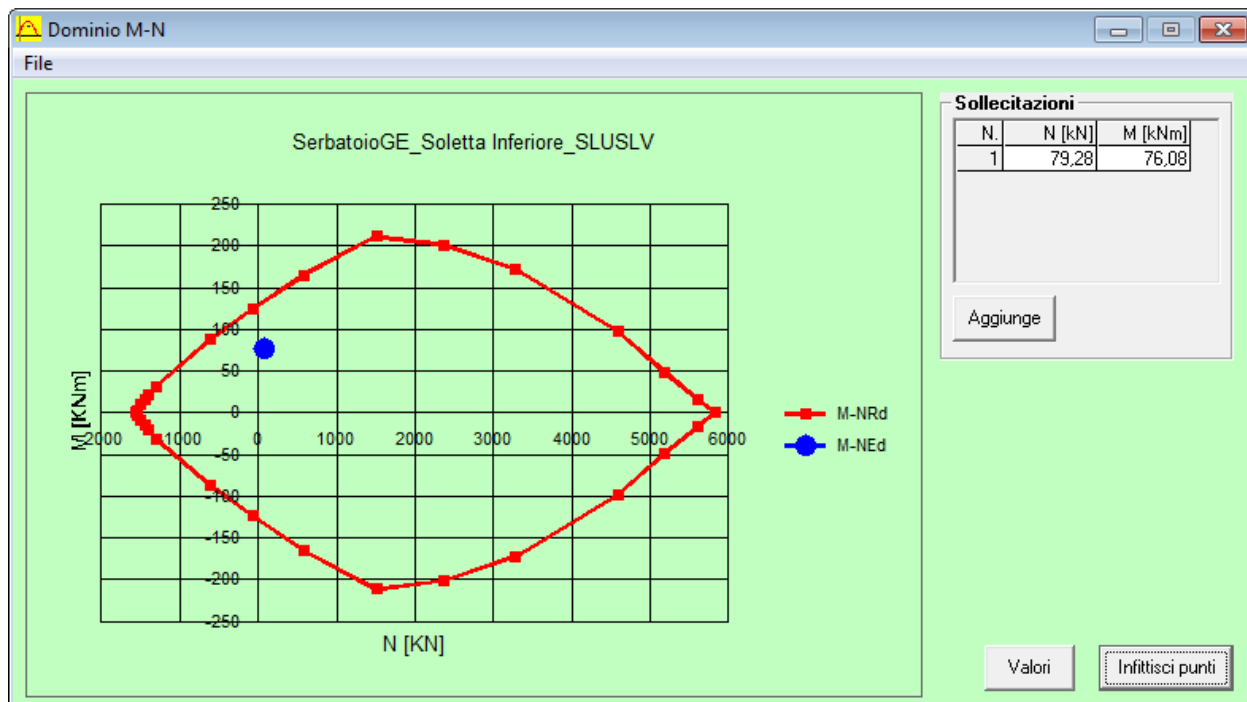 Dominio M-N
File
SerbatoioGE_Soletta Inferiore_SLUSLV
250
200
150
100
50
0
-50
-100
-150
-200
-250
M [KNm]
-2000 -1000 0 1000 2000 3000 4000 5000 6000
N [KN]
M-NRd
M-NEd
Sollecitazioni
N. N [kN] M [kNm]
1 79,28 76,08
Aggiunge
Valori
Infittisci punti